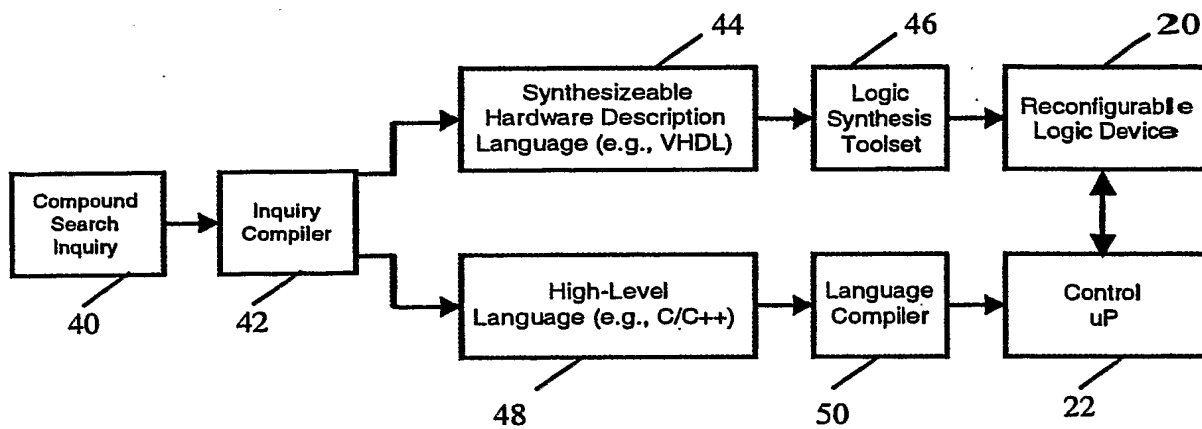 44
46
20
Synthesizeable
Hardware Description
Language (e.g., VHDL)
Logic
Synthesis
Toolset
Reconfigurable
Logic Device
Compound
Search
Inquiry
Inquiry
Compiler
40
42
High-Level
Language (e.g., C/C++)
Language
Compiler
Control
uP
48
50
22